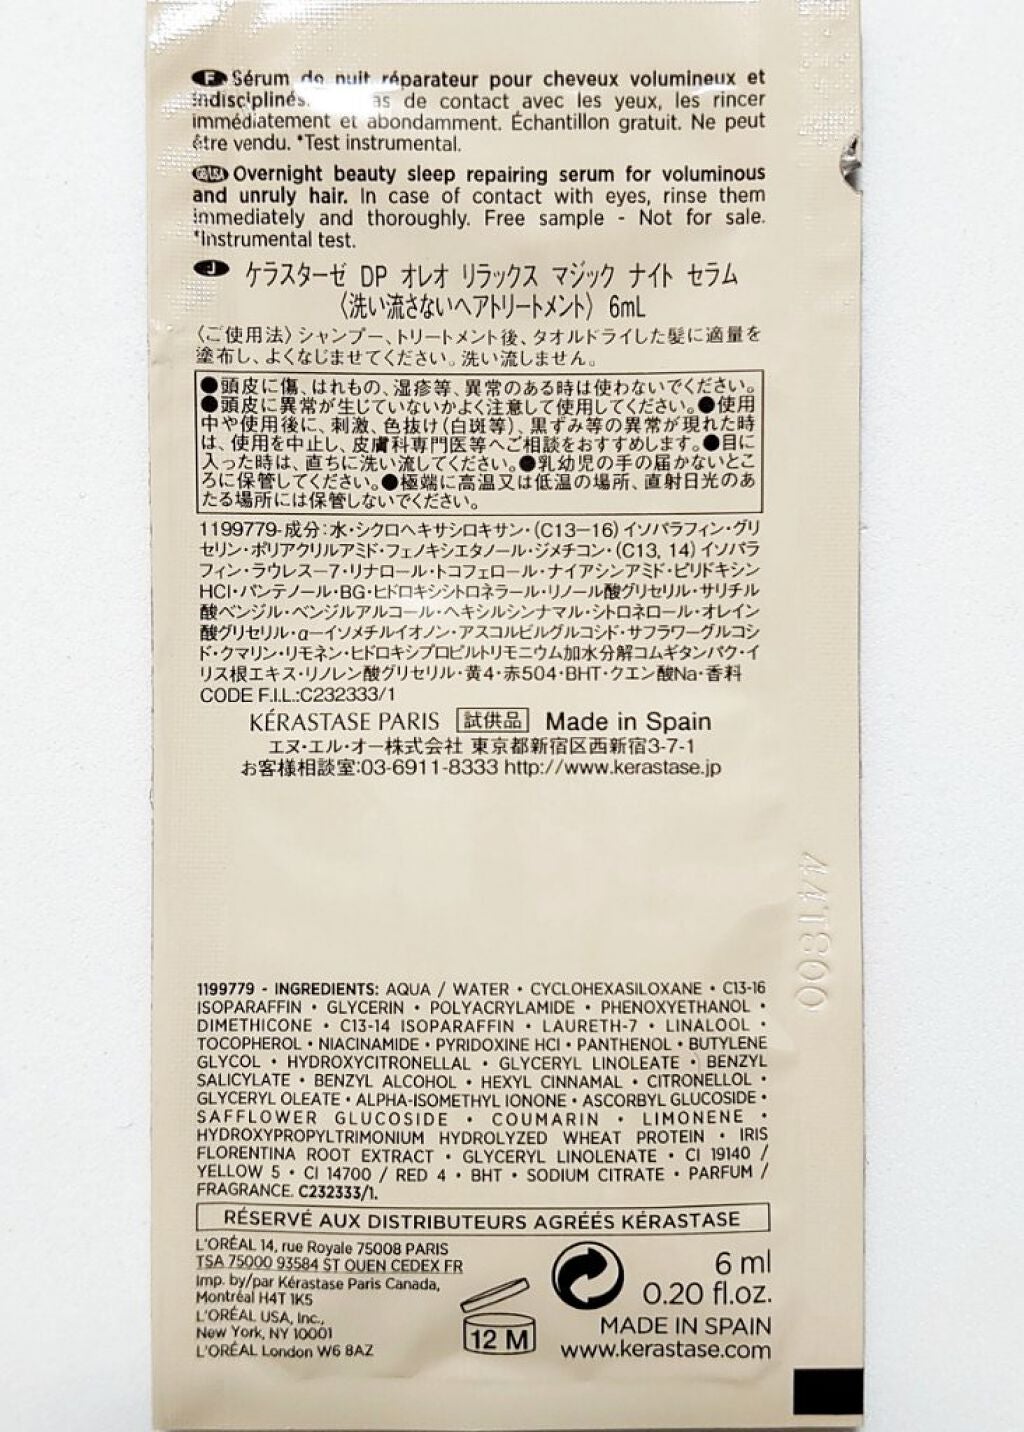 F Sérum de nuit réparateur pour cheveux volumineux et
indisciplinés. as de contact avec les yeux, les rincer
immédiatement et abondamment. Échantillon gratuit. Ne peut
être vendu. *Test instrumental.
GB/USA Overnight beauty sleep repairing serum for voluminous
and unruly hair. In case of contact with eyes, rinse them
immediately and thoroughly. Free sample - Not for sale.
*Instrumental test.
J ケラスターゼ DP オレオ リラックス マジック ナイト セラム
〈洗い流さないヘアトリートメント〉 6mL
〈ご使用法〉シャンプー、トリートメント後、タオルドライした髪に適量を
塗布し、よくなじませてください。洗い流しません。
●頭皮に傷、はれもの、湿疹等、異常のある時は使わないでください。
●頭皮に異常が生じていないかよく注意して使用してください。●使用
中や使用後に、刺激、色抜け(白斑等)、黒ずみ等の異常が現れた時
は、使用を中止し、皮膚科専門医等へご相談をおすすめします。●目に
入った時は、直ちに洗い流してください。●乳幼児の手の届かないとこ
ろに保管してください。●極端に高温又は低温の場所、直射日光のあ
たる場所には保管しないでください。
1199779-成分:水・シクロヘキサシロキサン・(C13ー16)イソパラフィン・グリ
セリン・ポリアクリルアミド・フェノキシエタノール・ジメチコン・(C13, 14)イソパラ
フィン・ラウレスー7・リナロール・トコフェロール・ナイアシンアミド・ピリドキシン
HCI・パンテノール・BG・ヒドロキシシトロネラール・リノール酸グリセリル・サリチル
酸ベンジル・ベンジルアルコール・ヘキシルシンナマル・シトロネロール・オレイン
酸グリセリル・αーイソメチルイオノン・アスコルビルグルコシド・サフラワーグルコシ
ド・クマリン・リモネン・ヒドロキシプロピルトリモニウム加水分解コムギタンパク・イ
リス根エキス・リノレン酸グリセリル・黄4・赤504・BHT・クエン酸Na・香料
CODE F.I.L.:C232333/1
KÉRASTASE PARIS 試供品 Made in Spain
エヌ・エル・オー株式会社 東京都新宿区西新宿3-7-1
お客様相談室:03-6911-8333 http://www.kerastase.jp
441800
1199779 - INGREDIENTS: AQUA / WATER • CYCLOHEXASILOXANE • C13-16
ISOPARAFFIN • GLYCERIN • POLYACRYLAMIDE • PHENOXYETHANOL •
DIMETHICONE • C13-14 ISOPARAFFIN • LAURETH-7 • LINALOOL •
TOCOPHEROL • NIACINAMIDE • PYRIDOXINE HCI • PANTHENOL • BUTYLENE
GLYCOL • HYDROXYCITRONELLAL • GLYCERYL LINOLEATE • BENZYL
SALICYLATE • BENZYL ALCOHOL • HEXYL CINNAMAL • CITRONELLOL •
GLYCERYL OLEATE • ALPHA-ISOMETHYL IONONE • ASCORBYL GLUCOSIDE •
SAFFLOWER GLUCOSIDE • COUMARIN • LIMONENE •
HYDROXYPROPYLTRIMONIUM HYDROLYZED WHEAT PROTEIN • IRIS
FLORENTINA ROOT EXTRACT • GLYCERYL LINOLENATE • CI 19140 /
YELLOW 5 • CI 14700 / RED 4 • BHT • SODIUM CITRATE • PARFUM /
FRAGRANCE. C232333/1.
RÉSERVÉ AUX DISTRIBUTEURS AGRÉÉS KÉRASTASE
L'ORÉAL 14, rue Royale 75008 PARIS
TSA 75000 93584 ST OUEN CEDEX FR
Imp. by/par Kérastase Paris Canada,
Montréal H4T 1K5
L'ORÉAL USA, Inc.,
New York, NY 10001
L'ORÉAL London W6 8AZ
12 M
6 ml
0.20 fl.oz.
MADE IN SPAIN
www.kerastase.com